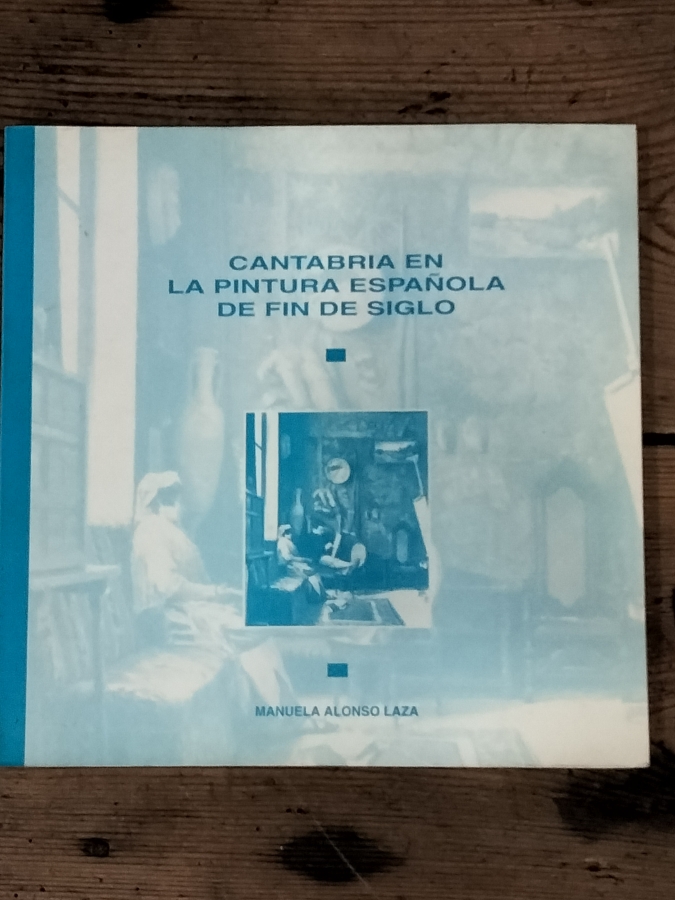 CANTABRIA EN
LA PINTURA ESPAÑOLA
DE FIN DE SIGLO
MANUELA ALONSO LAZA